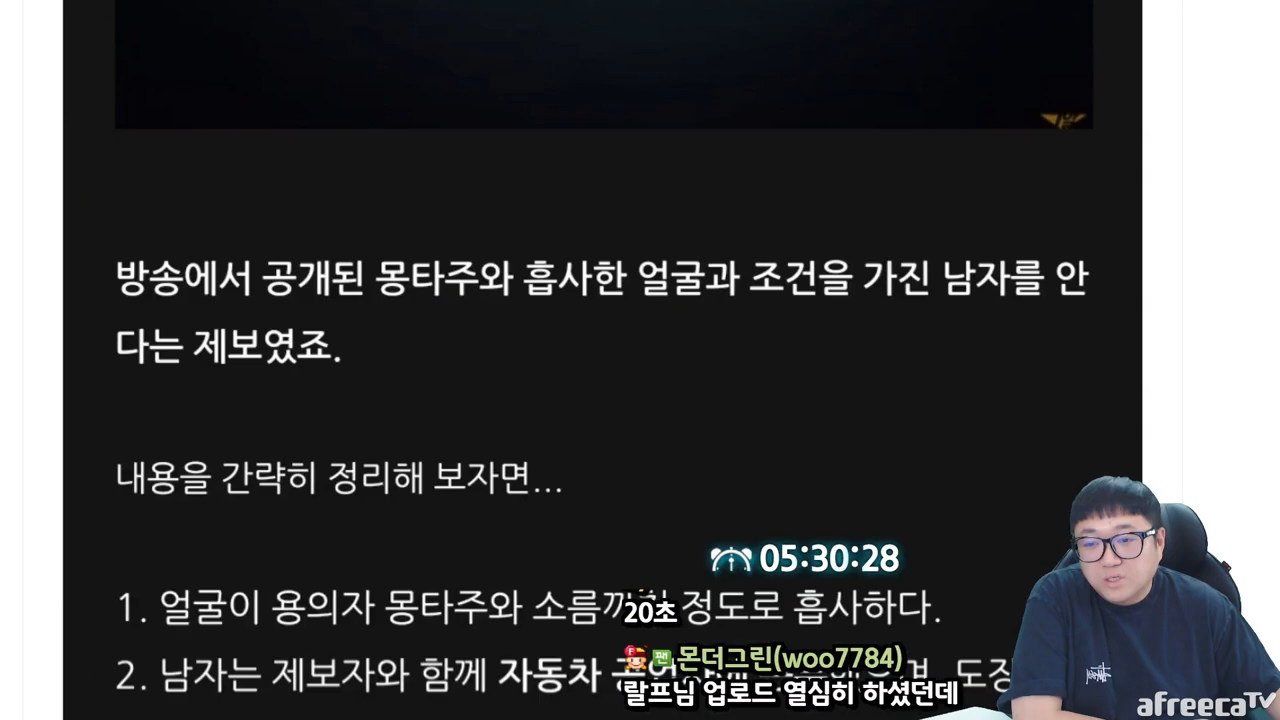 방송에서 공개된 몽타주와 흡사한 얼굴과 조건을 가진 남자를 안
다는 제보였죠.
내용을 간략히 정리해 보자면...
05:30:28
1. 얼굴이 용의자 몽타주와 정도로 흡사하다.
20초
2. 남자는 제보자와 함께 자동차
몬더그린(woo7784)
랄프님 업로드 열심히 하셨던데
afreecaTV